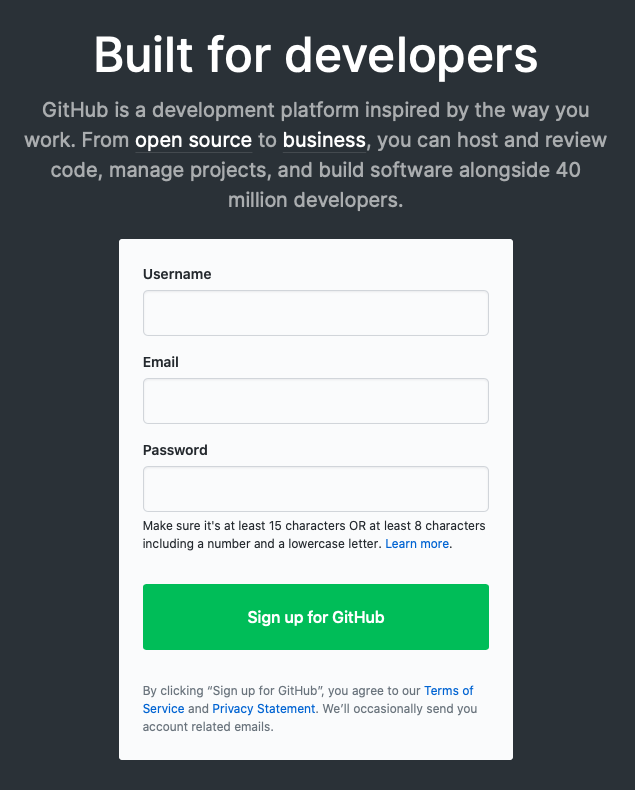 Built for developers
GitHub is a development platform inspired by the way you
work. From open source to business, you can host and review
code, manage projects, and build software alongside 40
million developers.
Username
Email
Password
Make sure it's at least 15 characters OR at least 8 characters
including a number and a lowercase letter. Learn more.
Sign up for GitHub
By clicking “Sign up for GitHub”, you agree to our Terms of
Service and Privacy Statement. We’ll occasionally send you
account related emails.